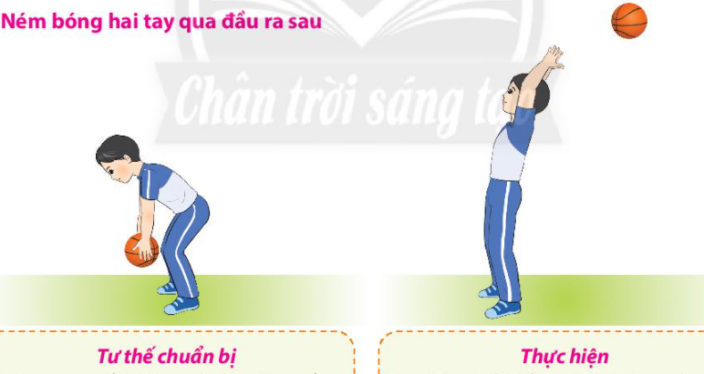 Ném bóng hai tay qua đầu ra sau
Chân trời sáng tạo
Tư thế chuẩn bị
Thực hiện